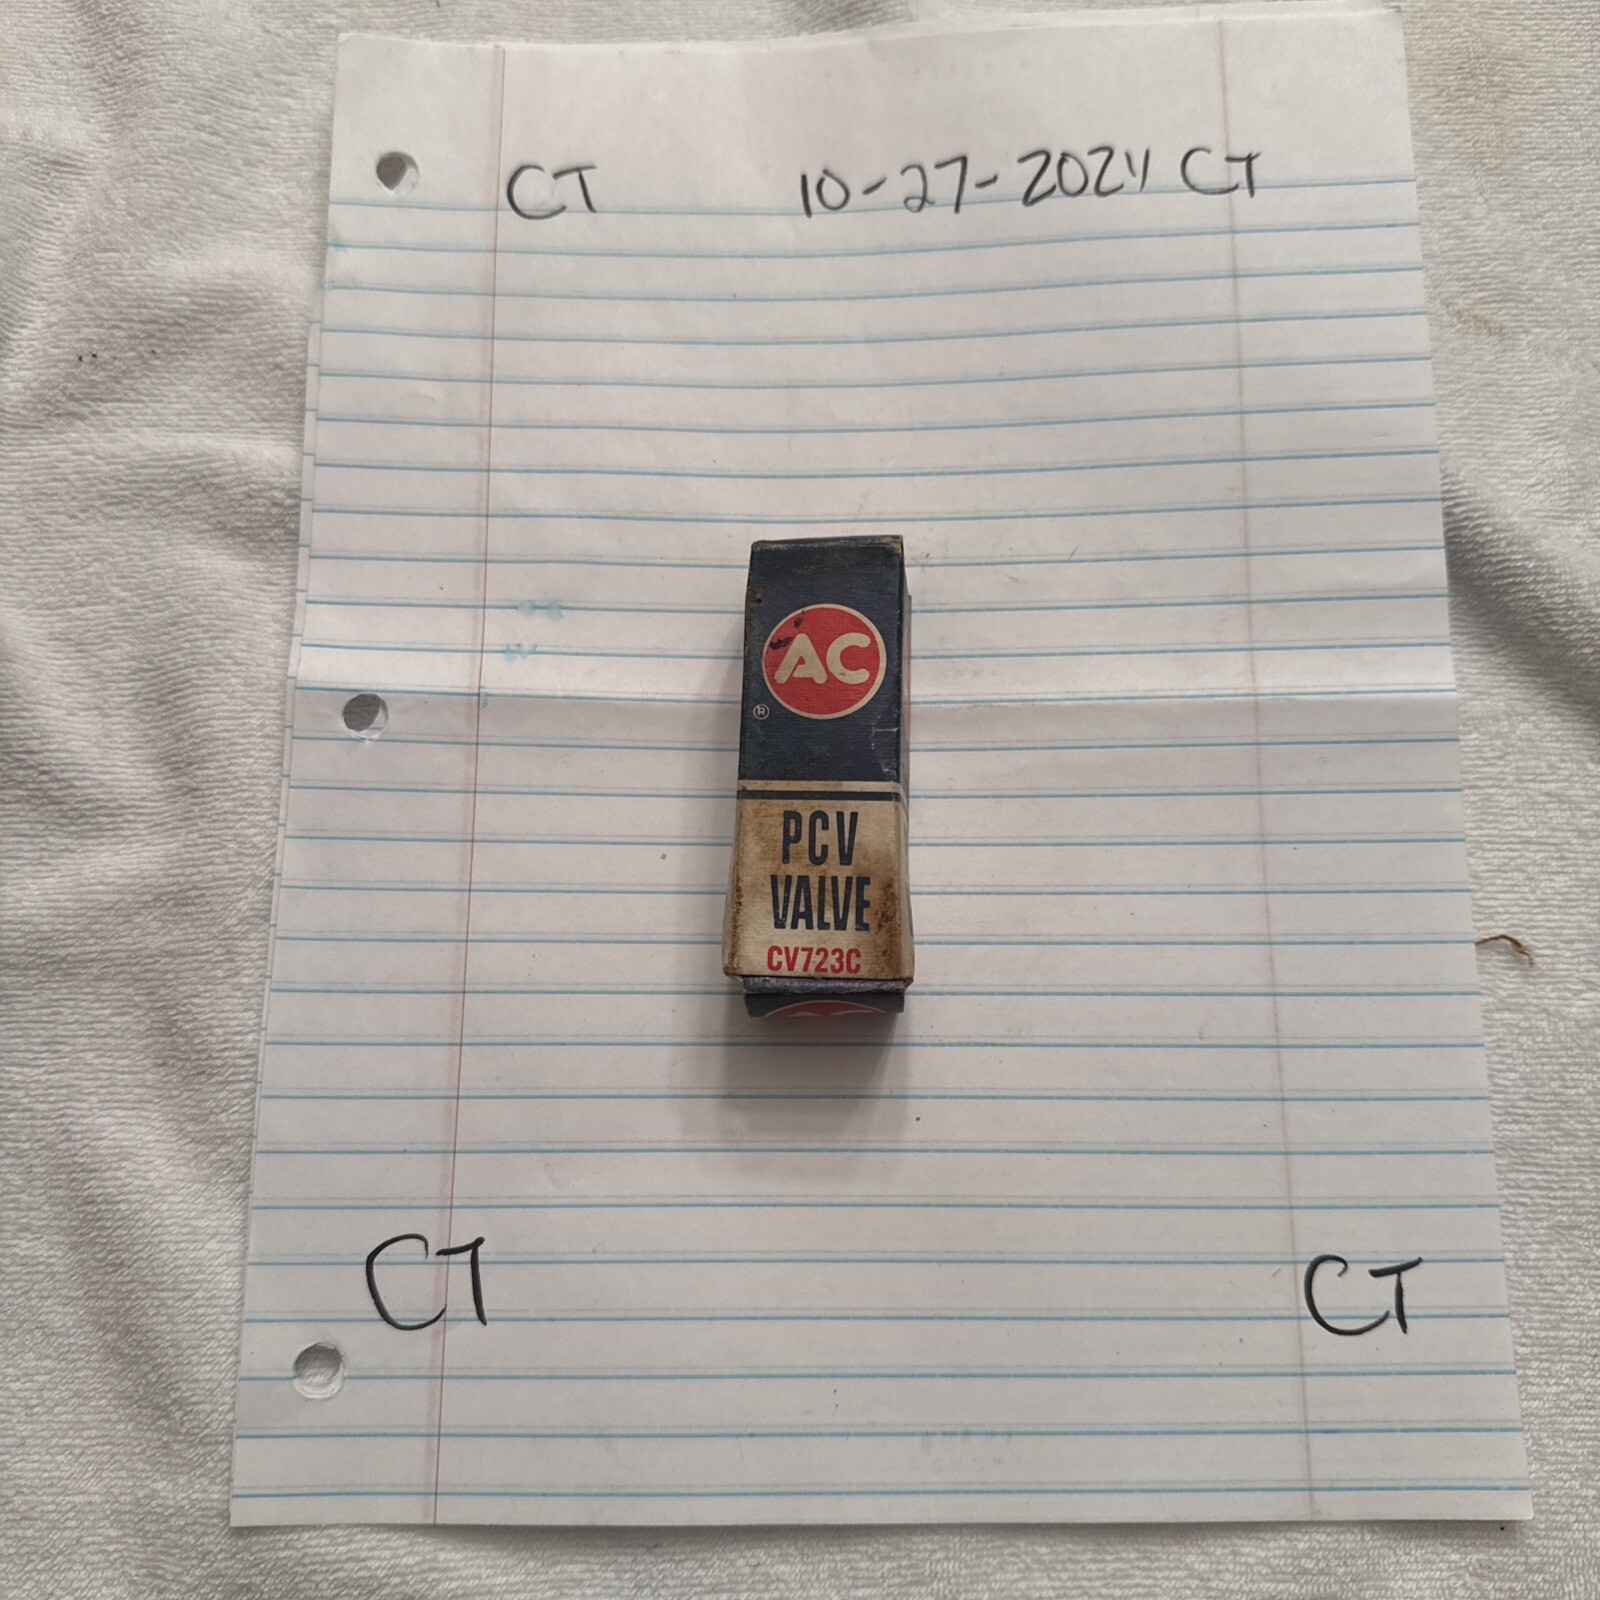 CT 10-27-2024 CT
AC
®
PCV
VALVE
CV723C
CT CT